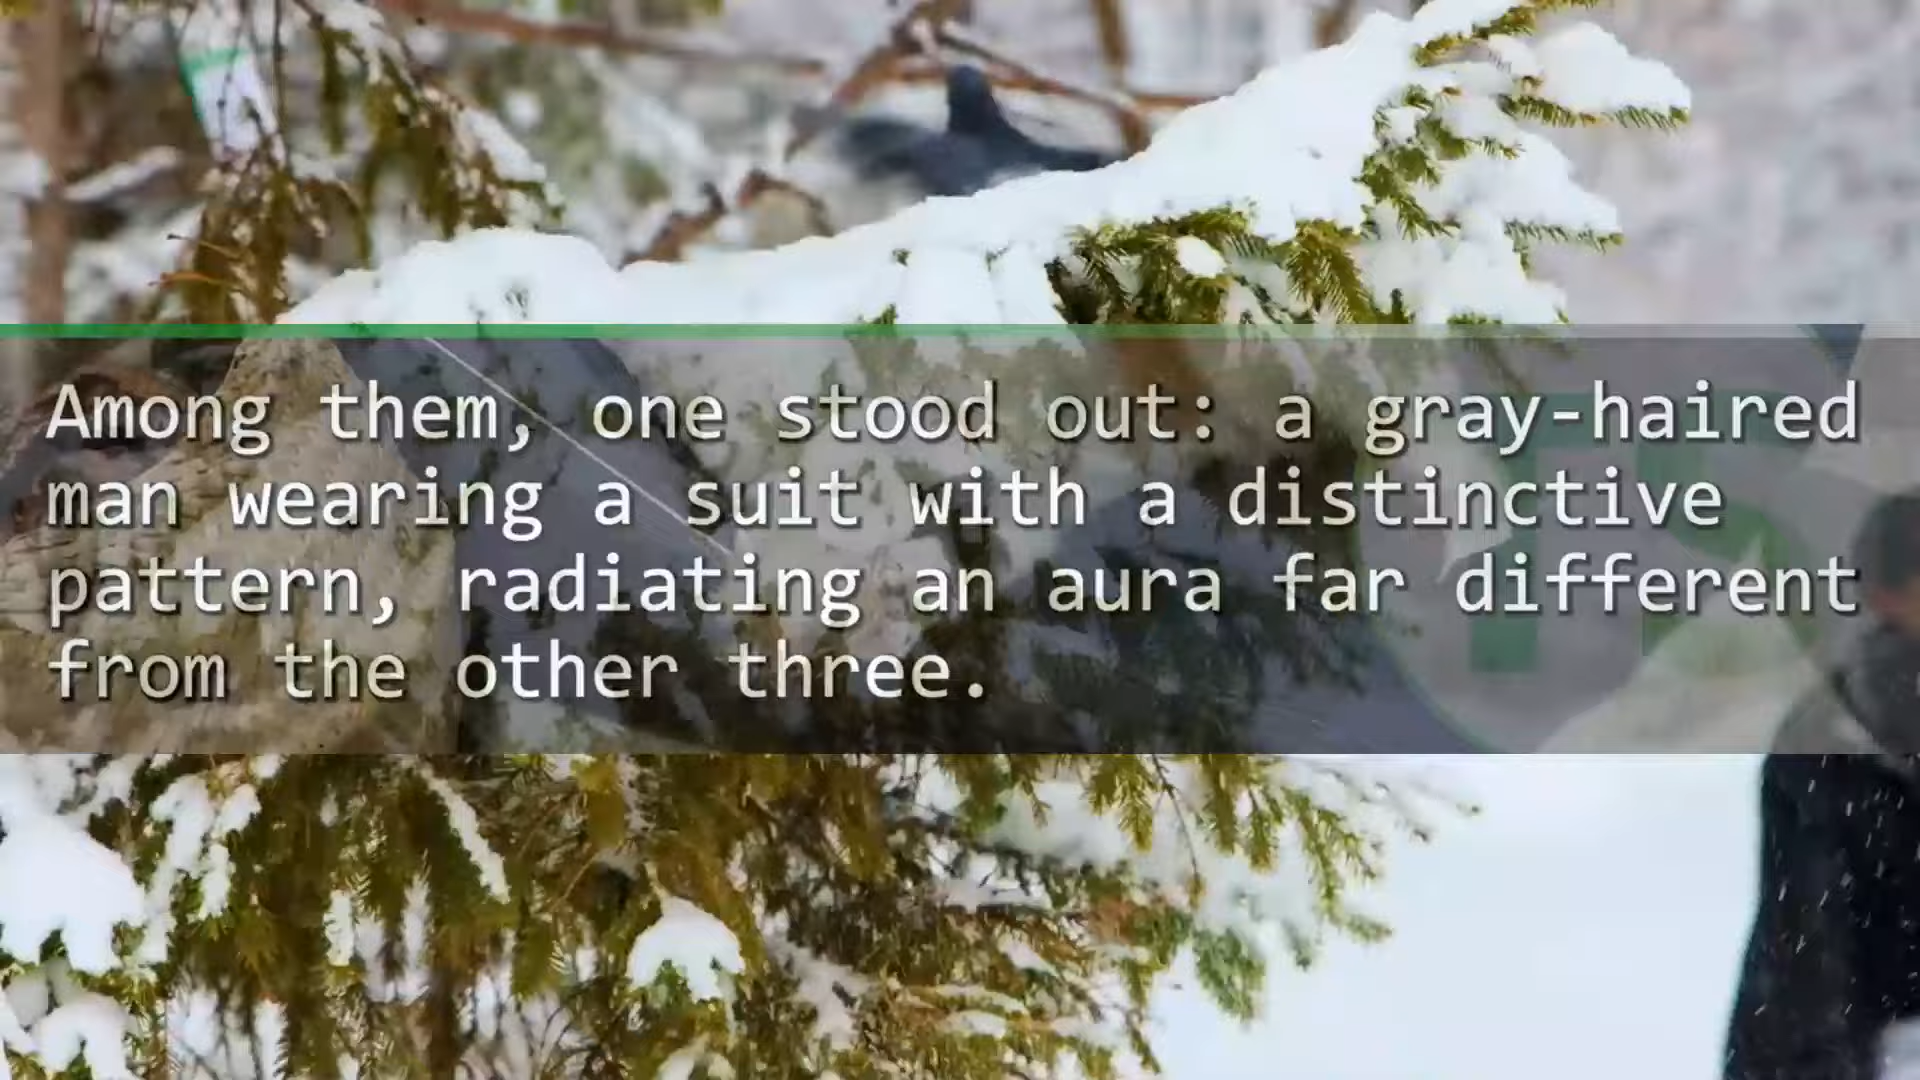 Among them, one stood out: a gray-haired
man wearing a suit with a distinctive
pattern, radiating an aura far different
from the other three.